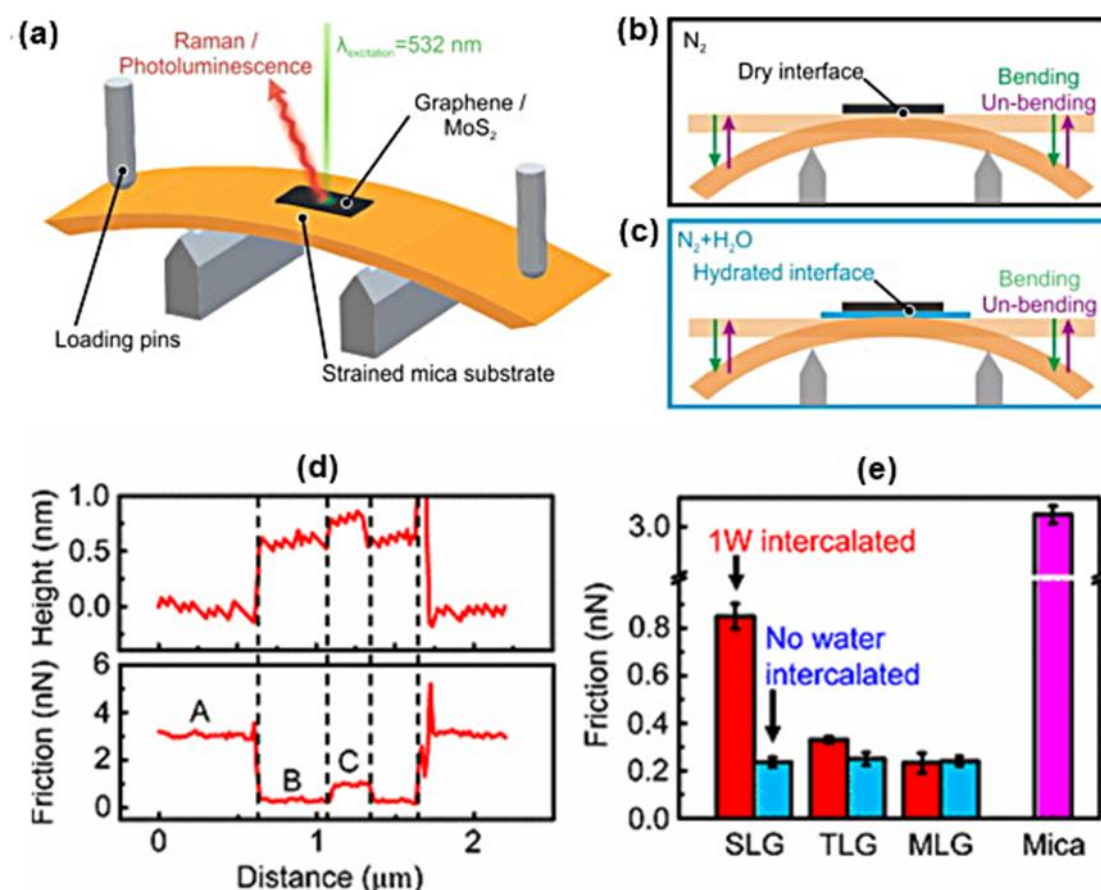 (a)
Raman /
Photoluminescence
λexcitation=532 nm
Graphene /
MoS₂
Loading pins
Strained mica substrate
(b)
N₂
Dry interface
Bending
Un-bending
(c)
N₂+H₂O
Hydrated interface
Bending
Un-bending
(d)
Height (nm)
1.0
0.5
0.0
Friction (nN)
6
4
2
0
A
B
C
0
1
2
Distance (μm)
(e)
Friction (nN)
3.0
0.8
0.6
0.4
0.2
0.0
1W intercalated
No water
intercalated
SLG
TLG
MLG
Mica